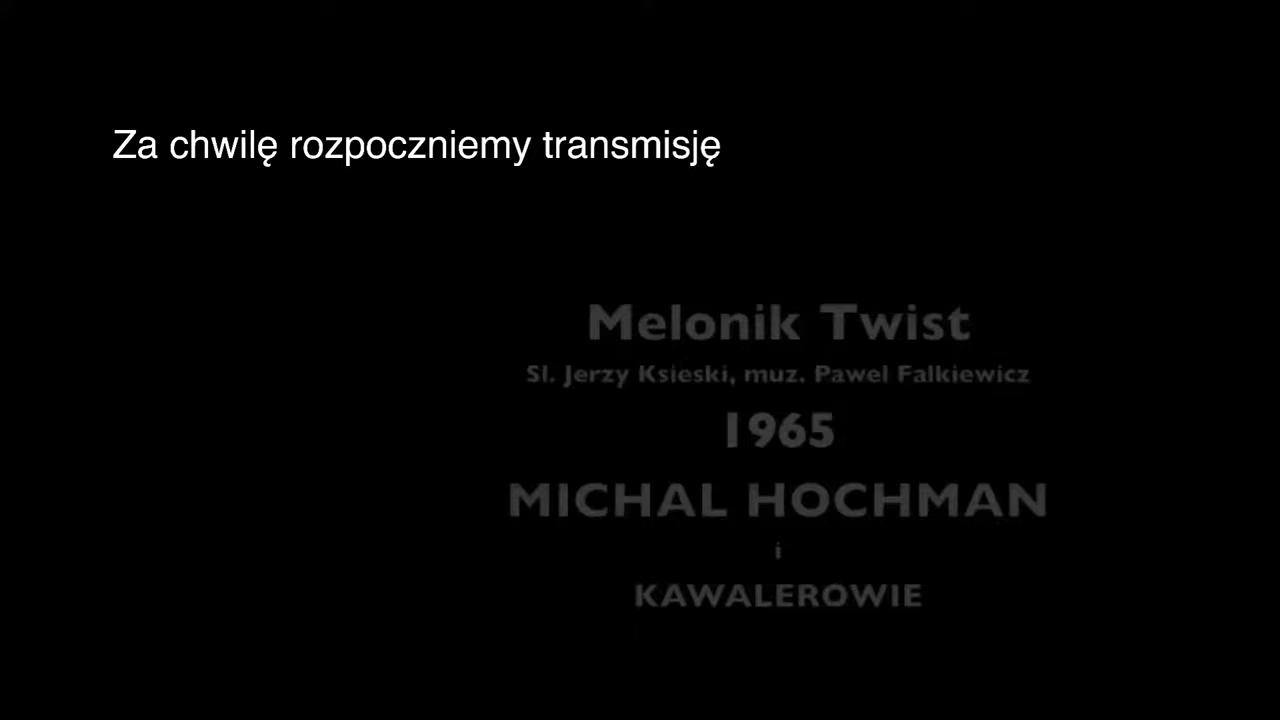 Za chwilę rozpoczniemy transmisję
Melonik Twist
Sl. Jerzy Ksieski, muz. Pawel Falkiewicz
1965
MICHAL HOCHMAN
i
KAWALEROWIE